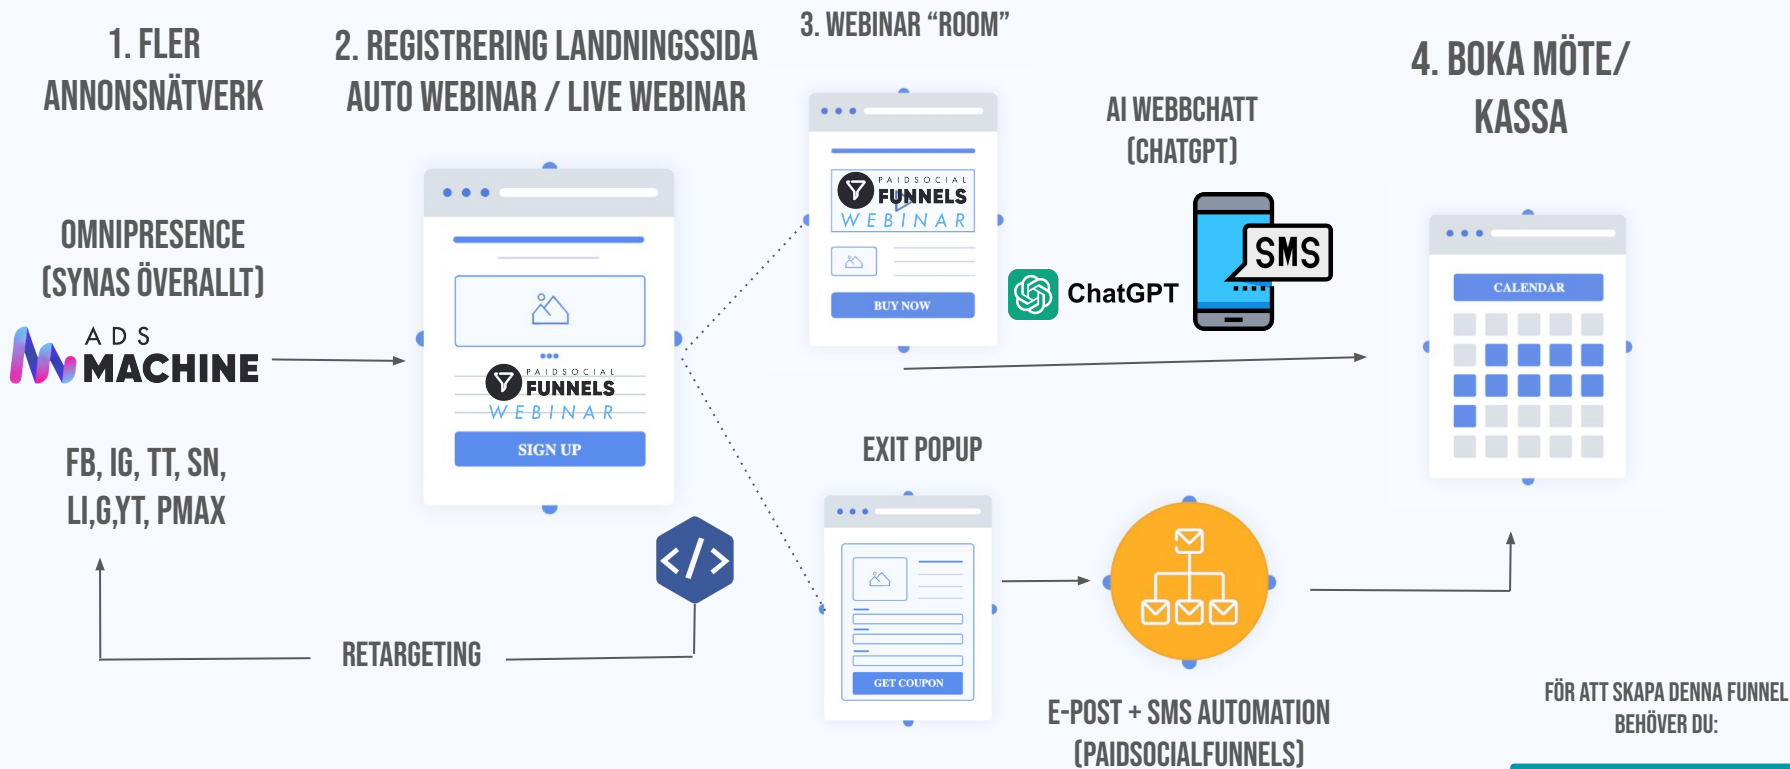 1. FLER
ANNONSNÄTVERK
OMNIPRESENCE
(SYNAS ÖVERALLT)
ADS
MACHINE
FB, IG, TT, SN,
LI,G,YT, PMAX
RETARGETING
2. REGISTRERING LANDNINGSSIDA
AUTO WEBINAR / LIVE WEBINAR
PAIDSOCIAL
FUNNELS
WEBINAR
SIGN UP
</>
3. WEBINAR “ROOM”
PAIDSOCIAL
FUNNELS
WEBINAR
BUY NOW
AI WEBBCHATT
(CHATGPT)
ChatGPT
SMS
EXIT POPUP
GET COUPON
E-POST + SMS AUTOMATION
(PAIDSOCIALFUNNELS)
4. BOKA MÖTE/
KASSA
CALENDAR
FÖR ATT SKAPA DENNA FUNNEL
BEHÖVER DU: